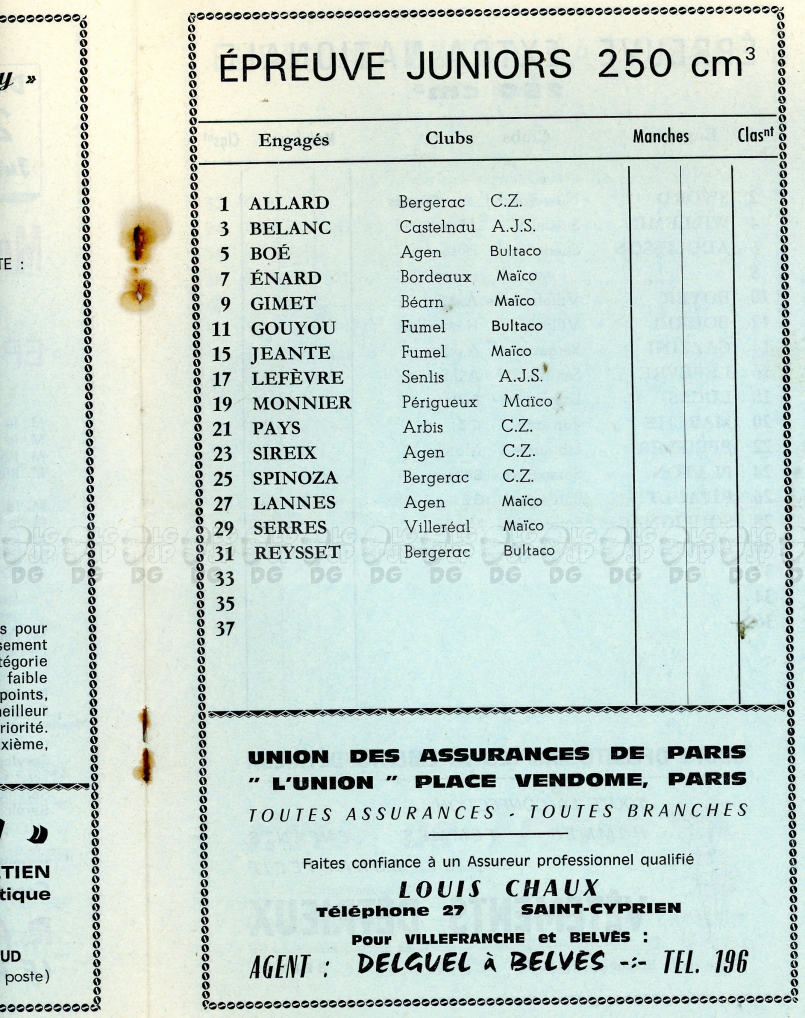 y »
TE :
s pour
sement
tégorie
faible
points,
eilleur
riorité.
xième,
TIEN
tique
UD
poste)
ÉPREUVE JUNIORS 250 cm³
Engagés Clubs Manches Clasnt
1 ALLARD Bergerac C.Z.
3 BELANC Castelnau A.J.S.
5 BOÉ Agen Bultaco
7 ÉNARD Bordeaux Maïco
9 GIMET Béarn Maïco
11 GOUYOU Fumel Bultaco
15 JEANTE Fumel Maïco
17 LEFÈVRE Senlis A.J.S.
19 MONNIER Périgueux Maïco
21 PAYS Arbis C.Z.
23 SIREIX Agen C.Z.
25 SPINOZA Bergerac C.Z.
27 LANNES Agen Maïco
29 SERRES Villeréal Maïco
31 REYSSET Bergerac Bultaco
33
35
37
UNION DES ASSURANCES DE PARIS
" L'UNION " PLACE VENDOME, PARIS
TOUTES ASSURANCES - TOUTES BRANCHES
Faites confiance à un Assureur professionnel qualifié
LOUIS CHAUX
Téléphone 27 SAINT-CYPRIEN
Pour VILLEFRANCHE et BELVÈS :
AGENT : DELGUEL à BELVÈS -:- TEL. 196